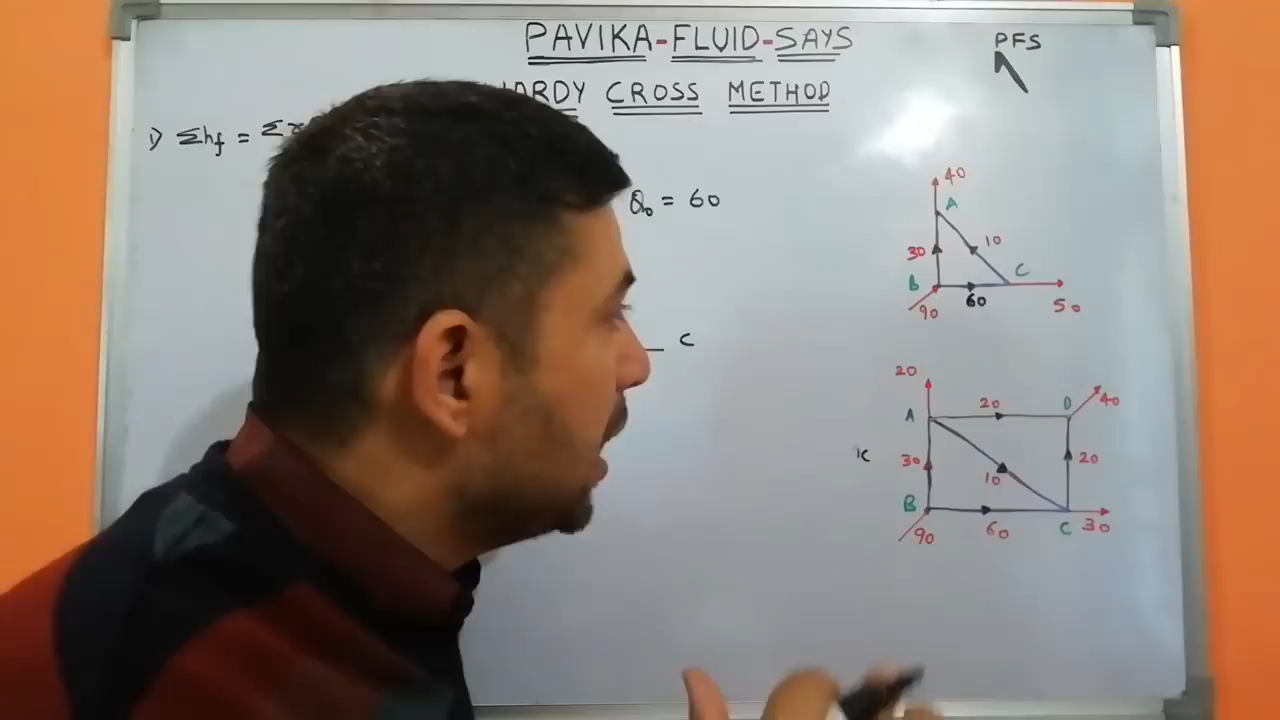 PAVIKA-FLUID-SAYS
PFS
CROSS METHOD
1) Σhf =
Q₀ = 60
40
A
30
10
B
C
90
60
50
C
20
A
20
D
40
30
10
20
B
90
60
C
30